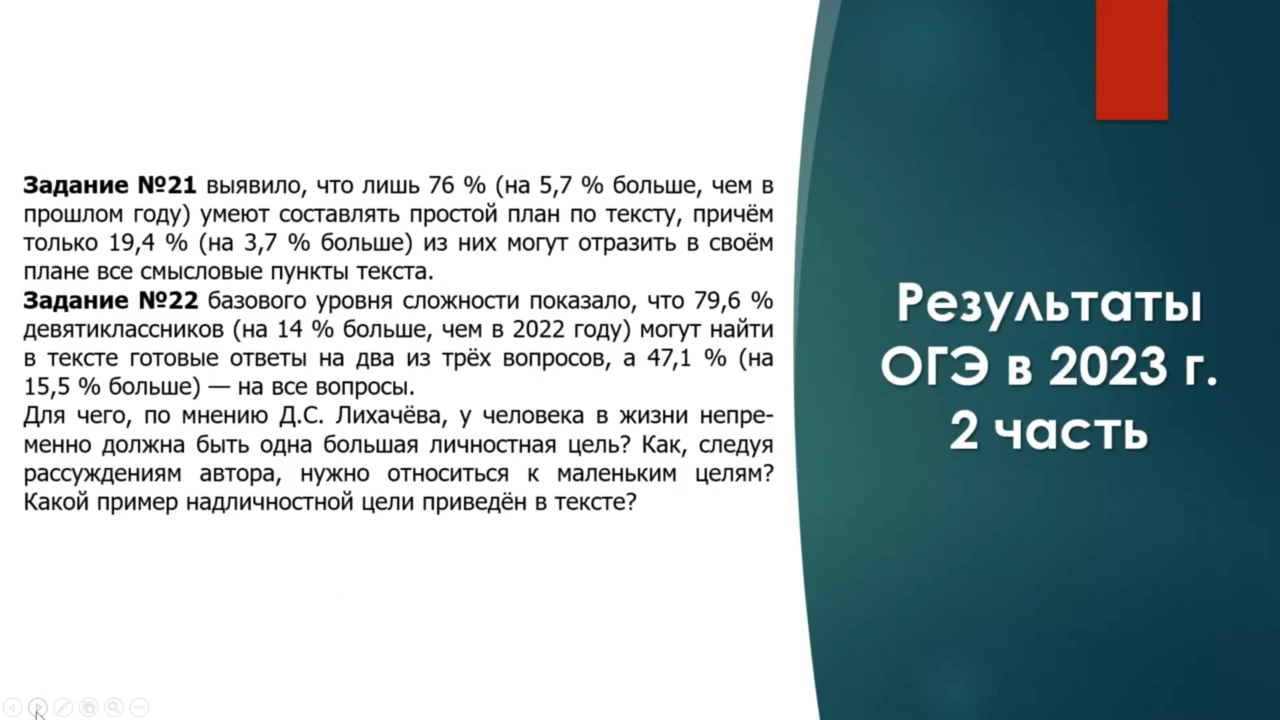 Задание №21 выявило, что лишь 76 % (на 5,7 % больше, чем в
прошлом году) умеют составлять простой план по тексту, причём
только 19,4 % (на 3,7 % больше) из них могут отразить в своём
плане все смысловые пункты текста.
Задание №22 базового уровня сложности показало, что 79,6 %
девятиклассников (на 14 % больше, чем в 2022 году) могут найти
в тексте готовые ответы на два из трёх вопросов, а 47,1 % (на
15,5 % больше) — на все вопросы.
Для чего, по мнению Д.С. Лихачёва, у человека в жизни непре-
менно должна быть одна большая личностная цель? Как, следуя
рассуждениям автора, нужно относиться к маленьким целям?
Какой пример надличностной цели приведён в тексте?
Результаты
ОГЭ в 2023 г.
2 часть